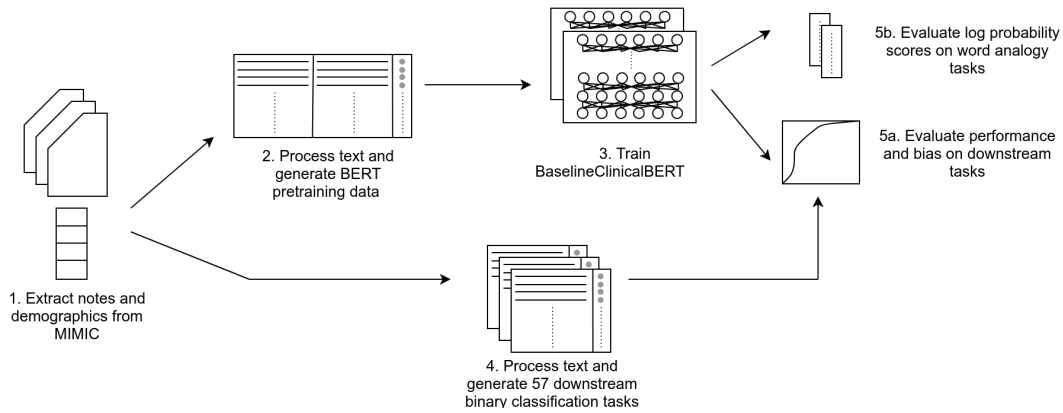 1. Extract notes and
demographics from
MIMIC
2. Process text and
generate BERT
pretraining data
3. Train
BaselineClinicalBERT
4. Process text and
generate 57 downstream
binary classification tasks
5b. Evaluate log probability
scores on word analogy
tasks
5a. Evaluate performance
and bias on downstream
tasks